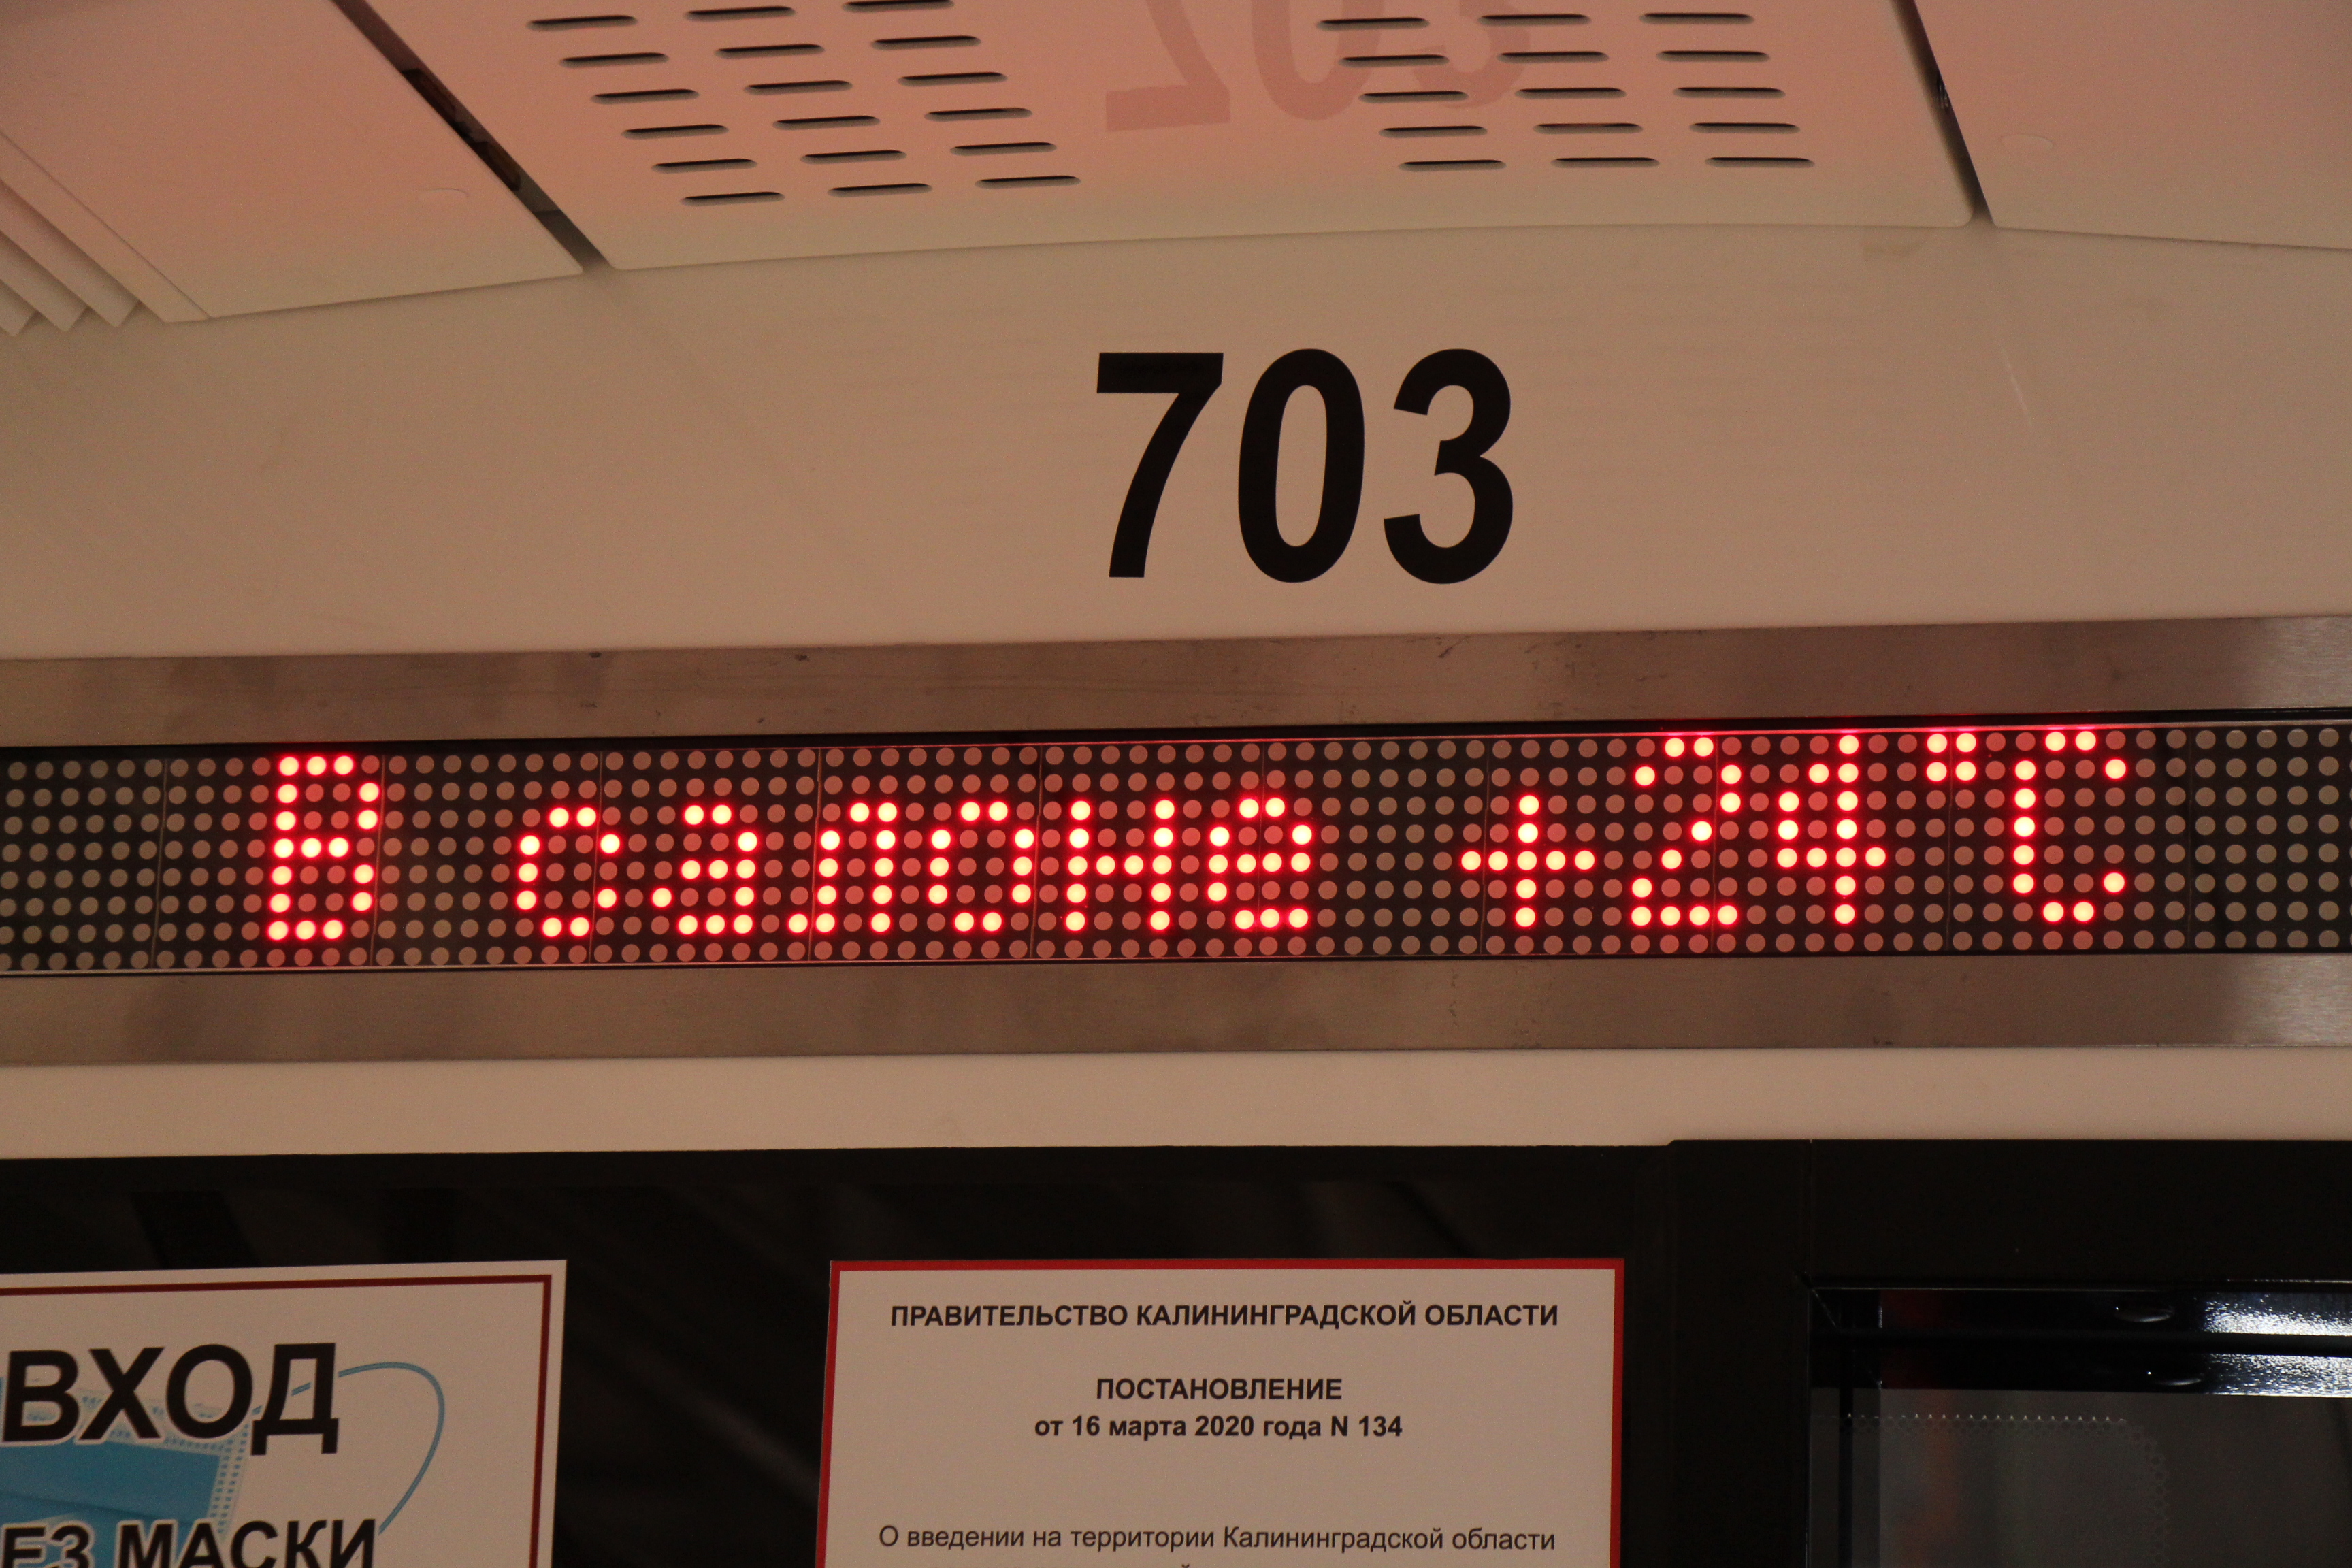 703
В салоне +24°C
ВХОД
МАСКИ
ПРАВИТЕЛЬСТВО КАЛИНИНГРАДСКОЙ ОБЛАСТИ
ПОСТАНОВЛЕНИЕ
от 16 марта 2020 года N 134
О введении на территории Калининградской области